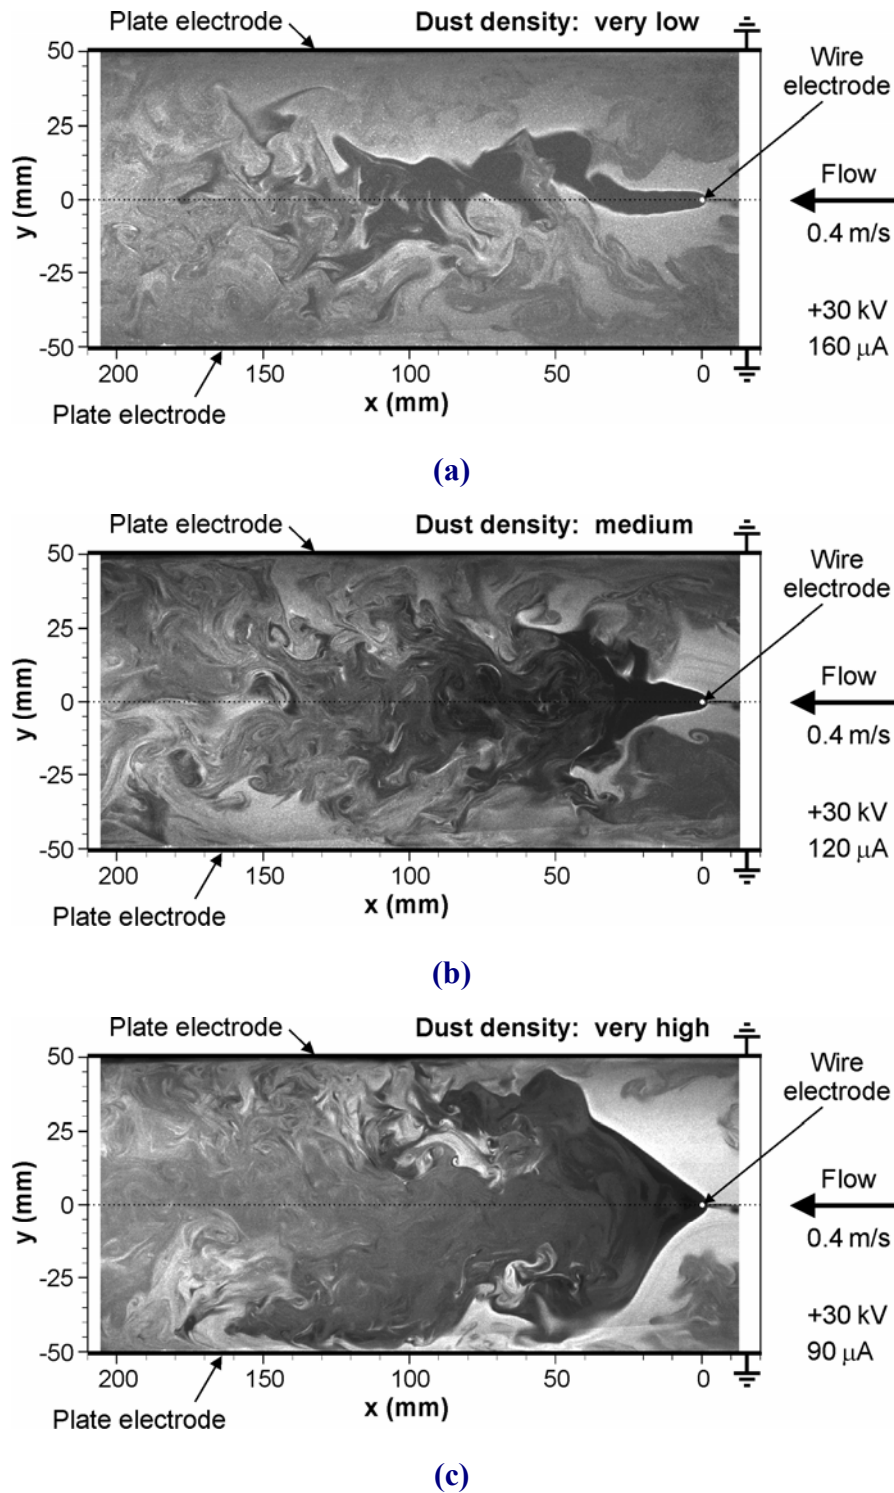 Plate electrode
Dust density: very low
50
25
0
-25
-50
y (mm)
Wire
electrode
Flow
0.4 m/s
+30 kV
160 μA
200
150
100
50
0
x (mm)
Plate electrode
(a)
Plate electrode
Dust density: medium
50
25
0
-25
-50
y (mm)
Wire
electrode
Flow
0.4 m/s
+30 kV
120 μA
200
150
100
50
0
x (mm)
Plate electrode
(b)
Plate electrode
Dust density: very high
50
25
0
-25
-50
y (mm)
Wire
electrode
Flow
0.4 m/s
+30 kV
90 μA
200
150
100
50
0
x (mm)
Plate electrode
(c)